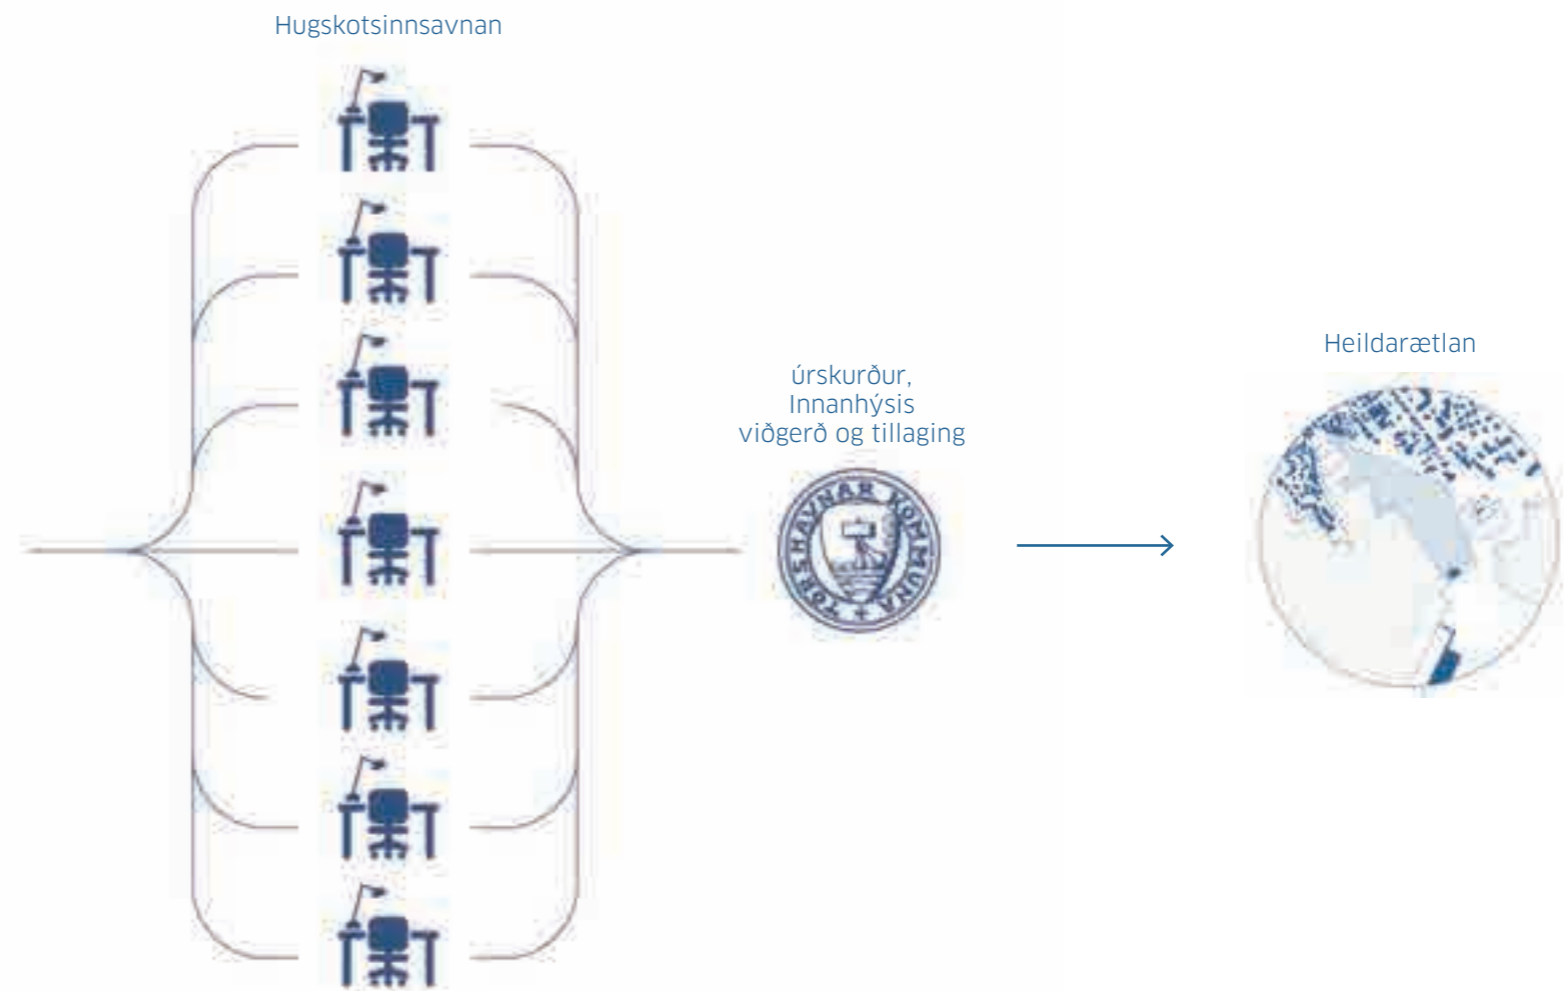 Hugskotsinnsavnan
úrskurður,
Innanhýsis
viðgerð og tillaging
TÓRSHAVNAR KOMMUNA +
Heildarætlan